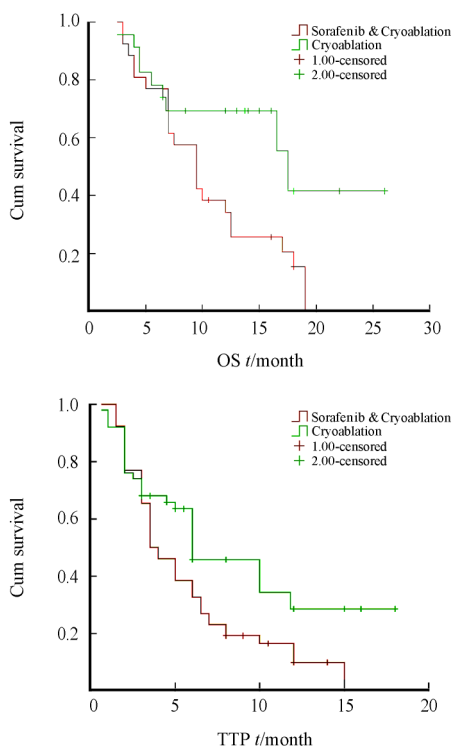 Sorafenib & Cryoablation
Cryoablation
1.00-censored
2.00-censored
1.0
0.8
0.6
0.4
0.2
Cum survival
0 5 10 15 20 25 30
OS t/month
Sorafenib & Cryoablation
Cryoablation
1.00-censored
2.00-censored
1.0
0.8
0.6
0.4
0.2
Cum survival
0 5 10 15 20
TTP t/month